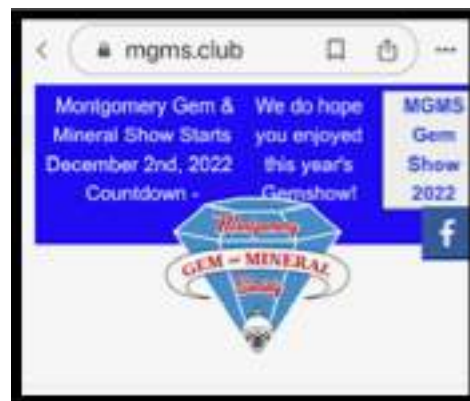 mgms.club
Montgomery Gem &
Mineral Show Starts
December 2nd, 2022
Countdown -
We do hope
you enjoyed
this year's
Gemshow!
MGMS
Gem
Show
2022
f
Montgomery
GEM and MINERAL
Society